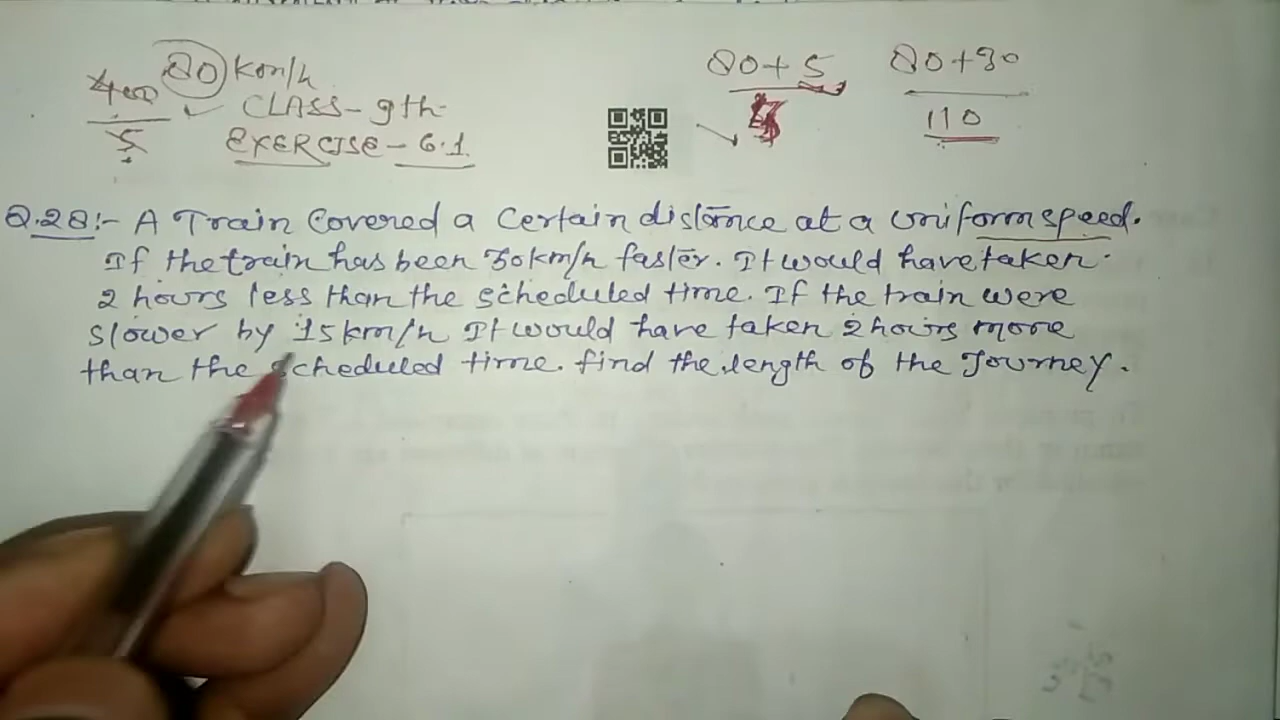 80 km/h
400
5
CLASS - 9th
EXERCISE - 6.1
80+5
80+30
110
Q.28:- A Train Covered a Certain distance at a uniform speed.
If the train has been 30km/h faster. It would have taken
2 hours less than the scheduled time. If the train were
slower by 15km/h It would have taken 2 hours more
than the scheduled time. find the length of the Journey.